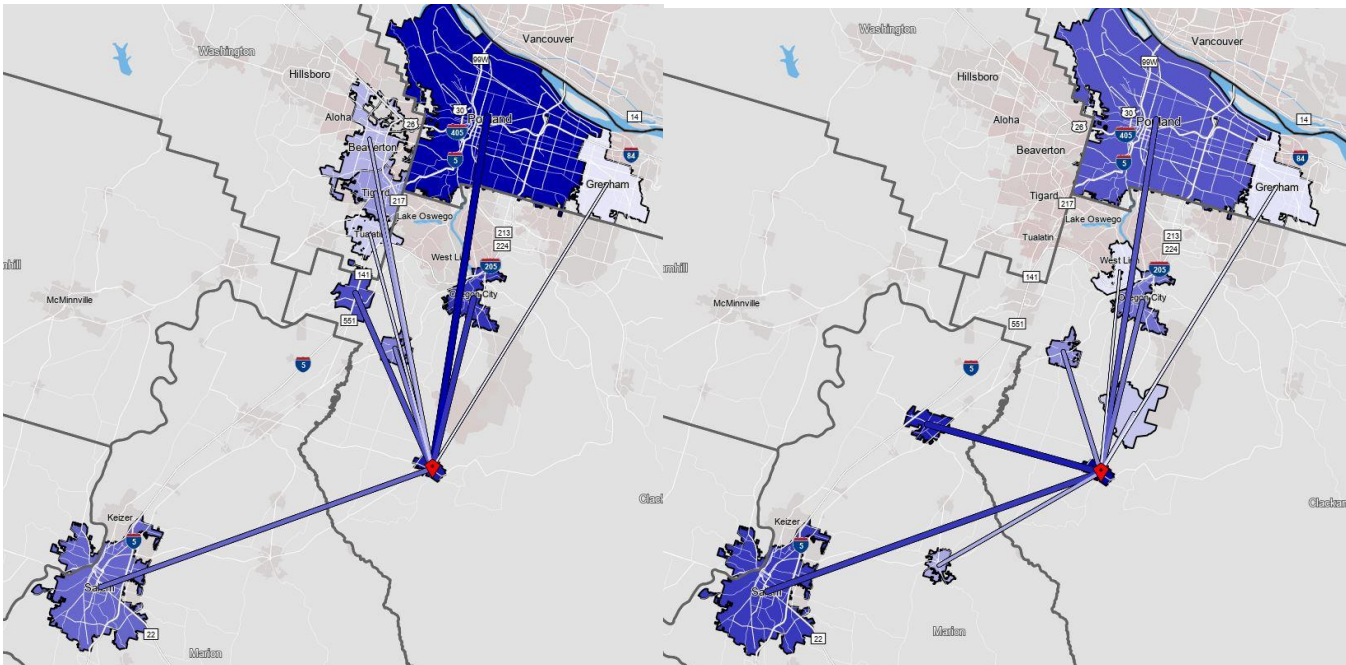 Vancouver
Washington
99W
Hillsboro
14
Aloha
30
26
Portland
405
Beaverton
5
84
Gresham
Tigard
217
Lake Oswego
213
Tualatin
224
West Linn
205
141
Oregon City
McMinnville
551
5
Keizer
5
Salem
22
Marion
Vancouver
Washington
99W
Hillsboro
14
Aloha
30
26
Portland
405
Beaverton
5
84
Gresham
Tigard
217
Lake Oswego
213
Tualatin
224
West Linn
205
mhill
141
Oregon City
McMinnville
551
5
Clackam
Keizer
5
Salem
22
Marion